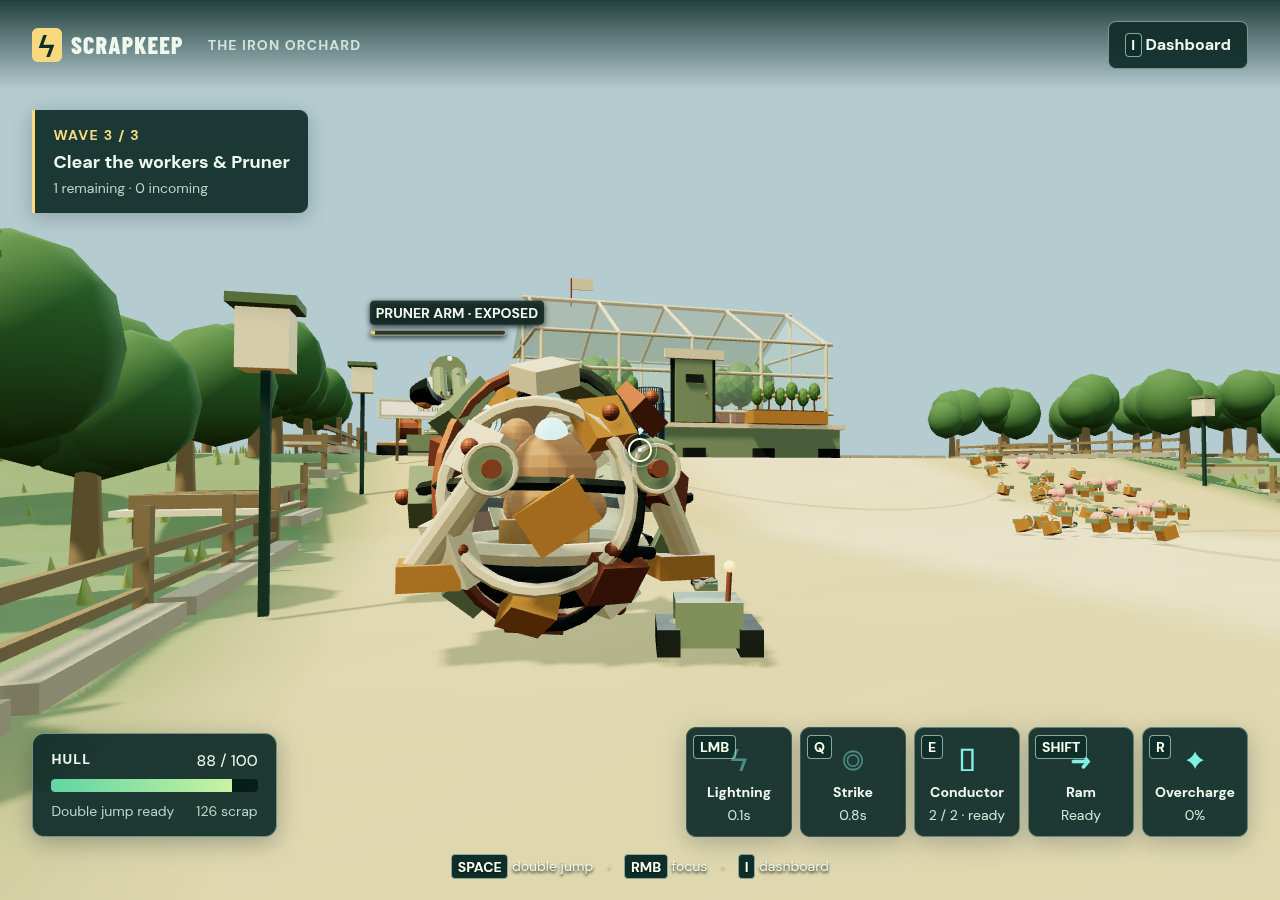 SCRAPKEEP
THE IRON ORCHARD
I Dashboard
WAVE 3 / 3
Clear the workers & Pruner
1 remaining · 0 incoming
PRUNER ARM · EXPOSED
HULL 88 / 100
Double jump ready 126 scrap
LMB
Lightning
0.1s
Q
Strike
0.8s
E
Conductor
2 / 2 · ready
SHIFT
Ram
Ready
R
Overcharge
0%
SPACE double jump · RMB focus · I dashboard